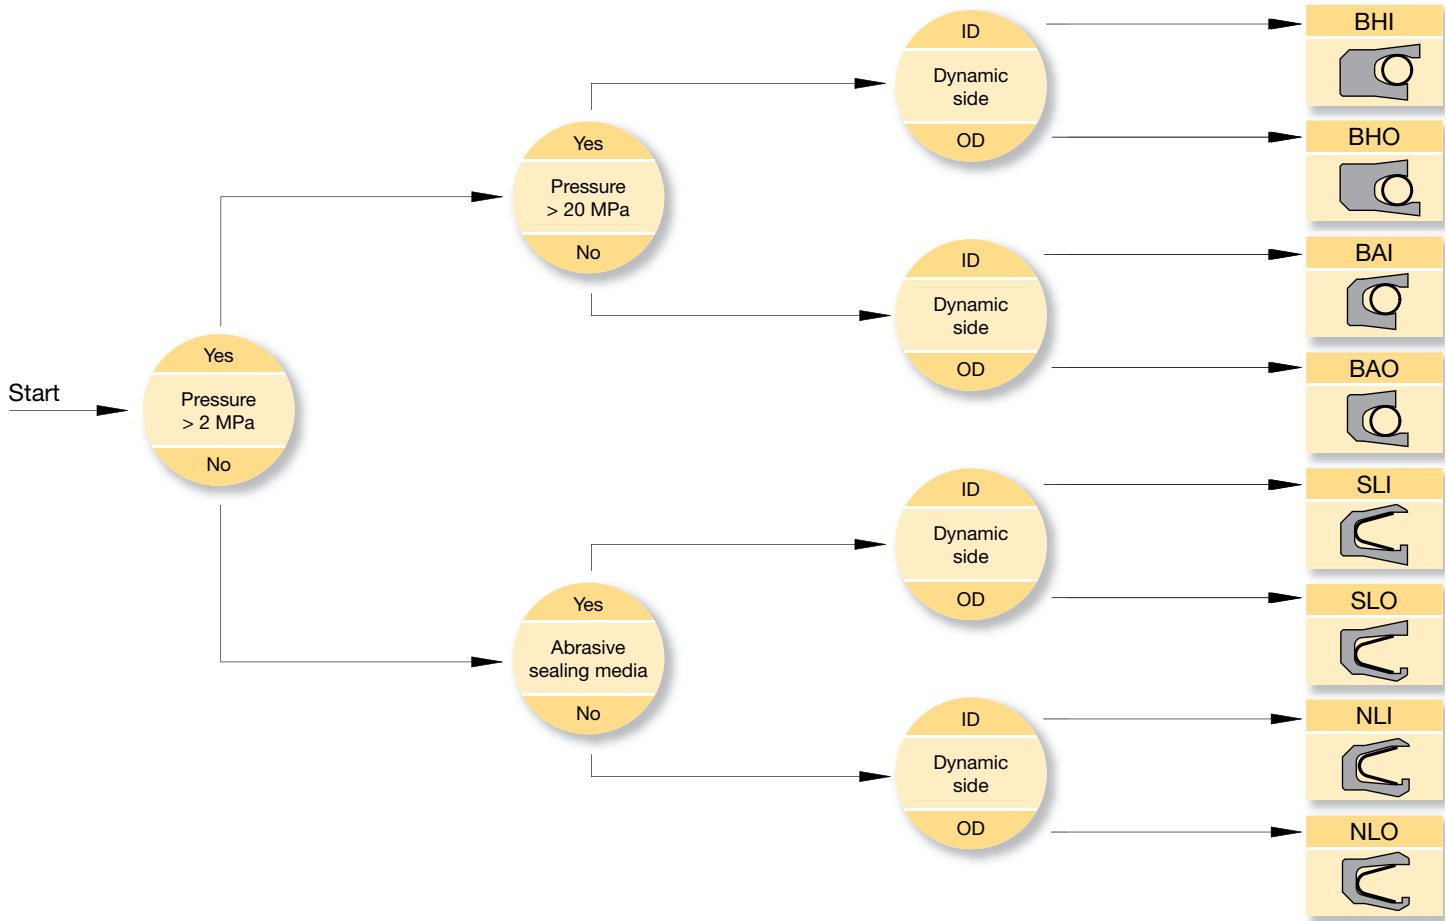 Start
Yes
Pressure
> 2 MPa
No
Yes
Pressure
> 20 MPa
No
Yes
Abrasive
sealing media
No
ID
Dynamic
side
OD
ID
Dynamic
side
OD
ID
Dynamic
side
OD
ID
Dynamic
side
OD
BHI
BHO
BAI
BAO
SLI
SLO
NLI
NLO